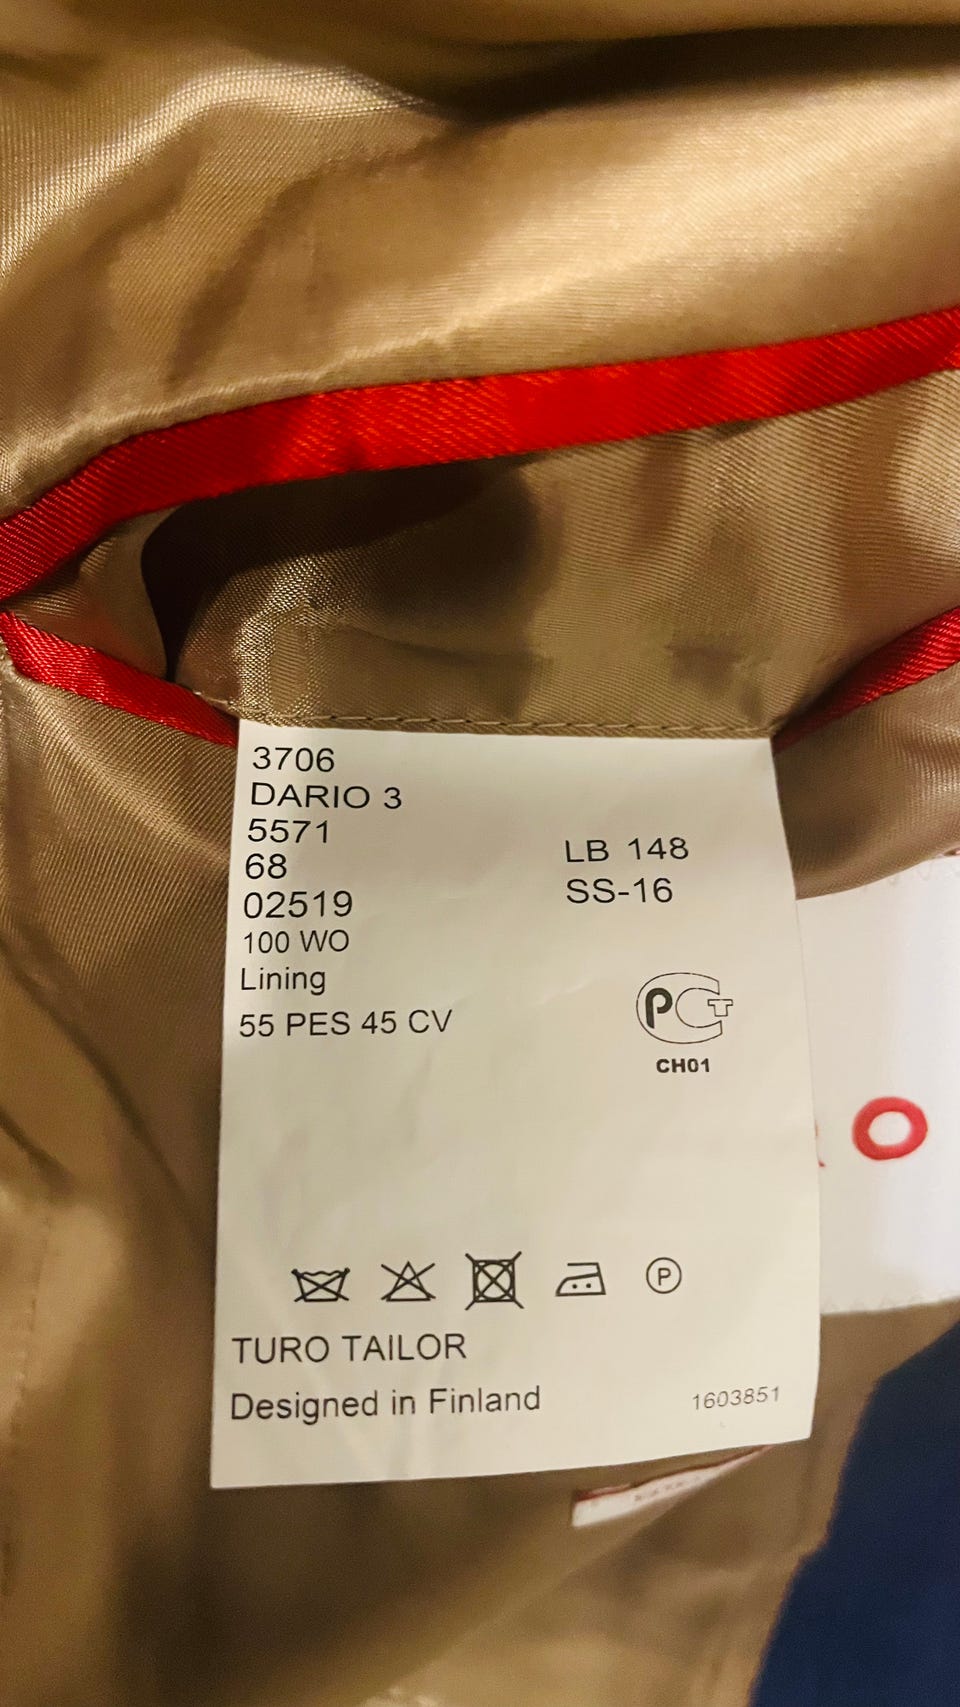 3706
DARIO 3
5571
68
02519
100 WO
Lining
55 PES 45 CV
LB 148
SS-16
РСТ
CH01
O
P
TURO TAILOR
Designed in Finland
1603851